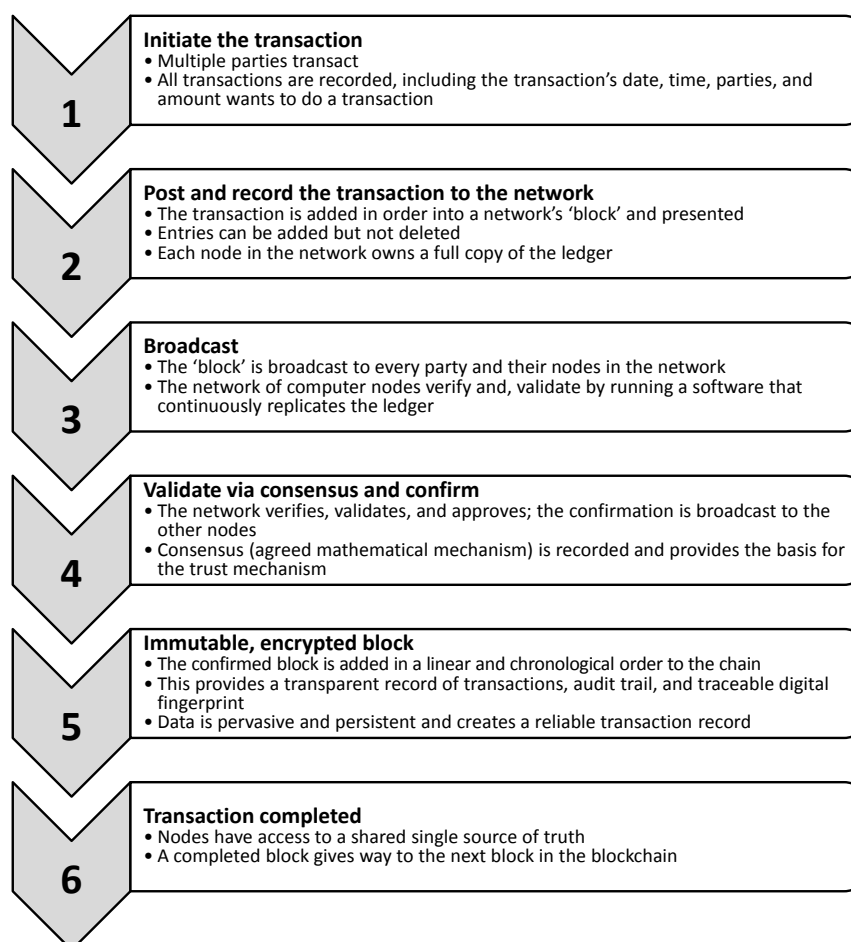 1
Initiate the transaction
• Multiple parties transact
• All transactions are recorded, including the transaction’s date, time, parties, and
amount wants to do a transaction
2
Post and record the transaction to the network
• The transaction is added in order into a network’s ‘block’ and presented
• Entries can be added but not deleted
• Each node in the network owns a full copy of the ledger
3
Broadcast
• The ‘block’ is broadcast to every party and their nodes in the network
• The network of computer nodes verify and, validate by running a software that
continuously replicates the ledger
4
Validate via consensus and confirm
• The network verifies, validates, and approves; the confirmation is broadcast to the
other nodes
• Consensus (agreed mathematical mechanism) is recorded and provides the basis for
the trust mechanism
5
Immutable, encrypted block
• The confirmed block is added in a linear and chronological order to the chain
• This provides a transparent record of transactions, audit trail, and traceable digital
fingerprint
• Data is pervasive and persistent and creates a reliable transaction record
6
Transaction completed
• Nodes have access to a shared single source of truth
• A completed block gives way to the next block in the blockchain